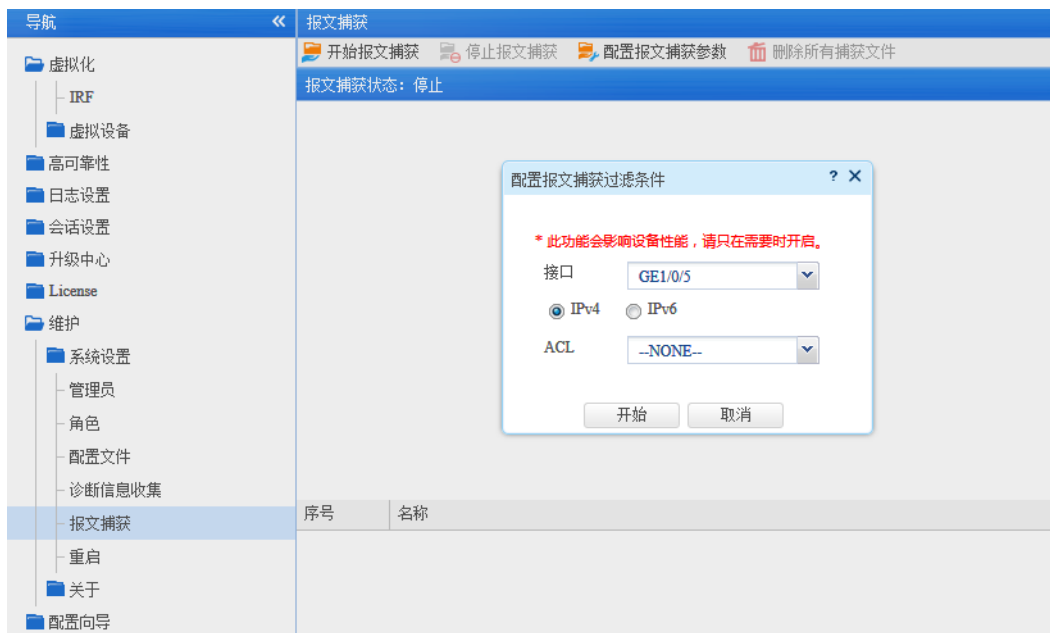 导航 «
虚拟化
IRF
虚拟设备
高可靠性
日志设置
会话设置
升级中心
License
维护
系统设置
管理员
角色
配置文件
诊断信息收集
报文捕获
重启
关于
配置向导
报文捕获
开始报文捕获 停止报文捕获 配置报文捕获参数 删除所有捕获文件
报文捕获状态：停止
配置报文捕获过滤条件 ? X
* 此功能会影响设备性能，请只在需要时开启。
接口 GE1/0/5
IPv4 IPv6
ACL --NONE--
开始 取消
序号 名称